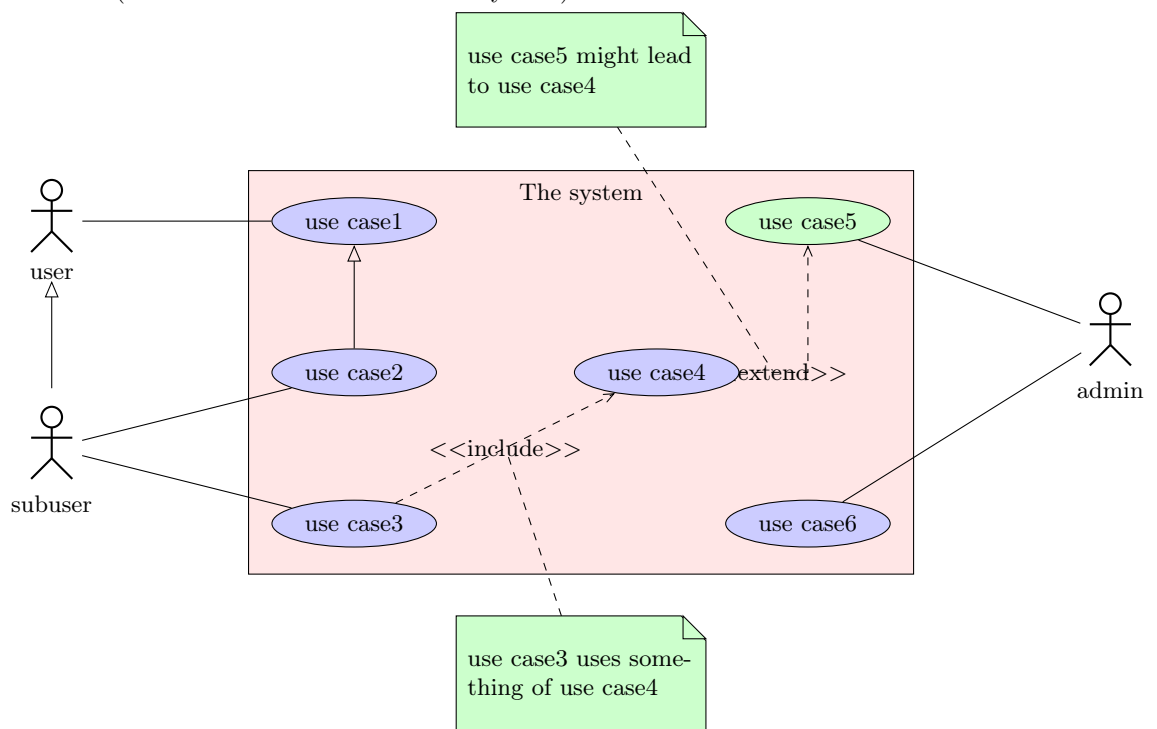 use case5 might lead
to use case4
The system
use case1
use case5
user
use case2
use case4
extend>>
admin
<<include>>
subuser
use case3
use case6
use case3 uses some-
thing of use case4